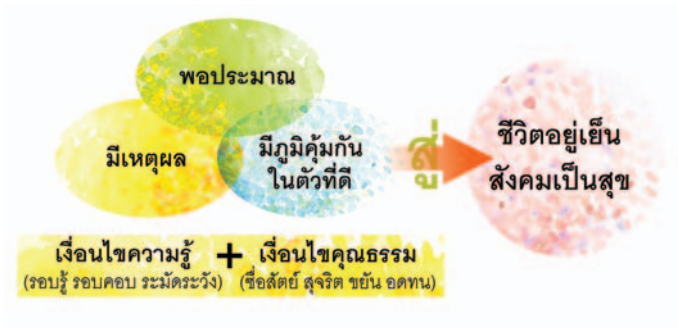 พอประมาณ
มีเหตุผล
มีภูมิคุ้มกัน
ในตัวที่ดี
สู่
ชีวิตอยู่เย็น
สังคมเป็นสุข
เงื่อนไขความรู้ + เงื่อนไขคุณธรรม
(รอบรู้ รอบคอบ ระมัดระวัง) (ซื่อสัตย์ สุจริต ขยัน อดทน)